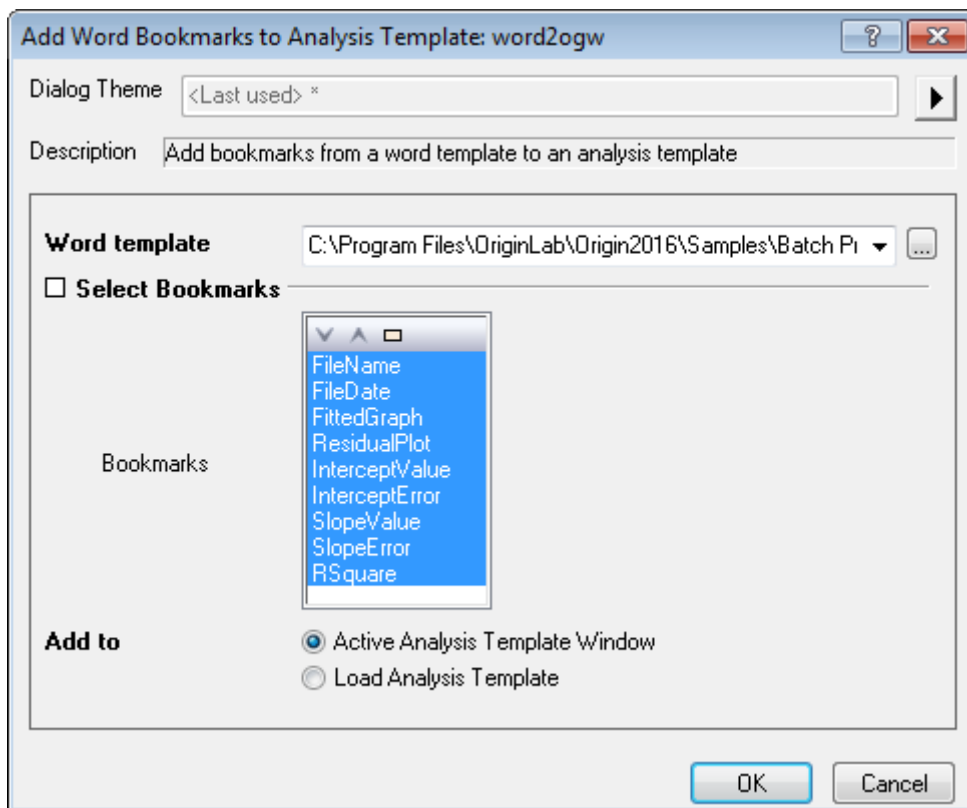 Add Word Bookmarks to Analysis Template: word2ogw
Dialog Theme <Last used> *
Description Add bookmarks from a word template to an analysis template
Word template C:\Program Files\OriginLab\Origin2016\Samples\Batch Pr ...
Select Bookmarks
FileName
FileDate
FittedGraph
ResidualPlot
Bookmarks InterceptValue
InterceptError
SlopeValue
SlopeError
RSquare
Add to Active Analysis Template Window
Load Analysis Template
OK Cancel